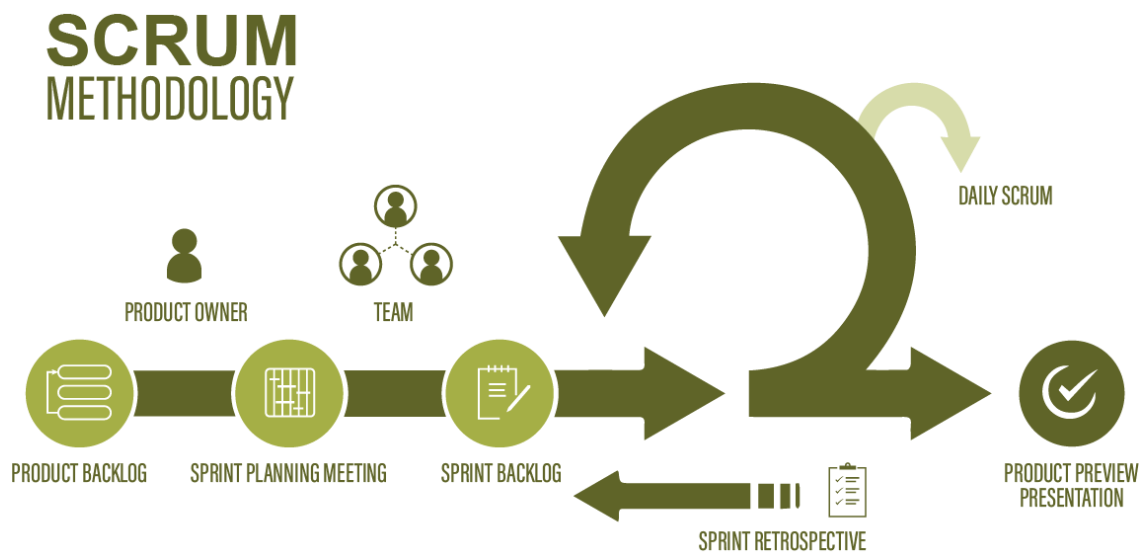 SCRUM
METHODOLOGY
DAILY SCRUM
PRODUCT OWNER
TEAM
PRODUCT BACKLOG
SPRINT PLANNING MEETING
SPRINT BACKLOG
PRODUCT PREVIEW
PRESENTATION
SPRINT RETROSPECTIVE